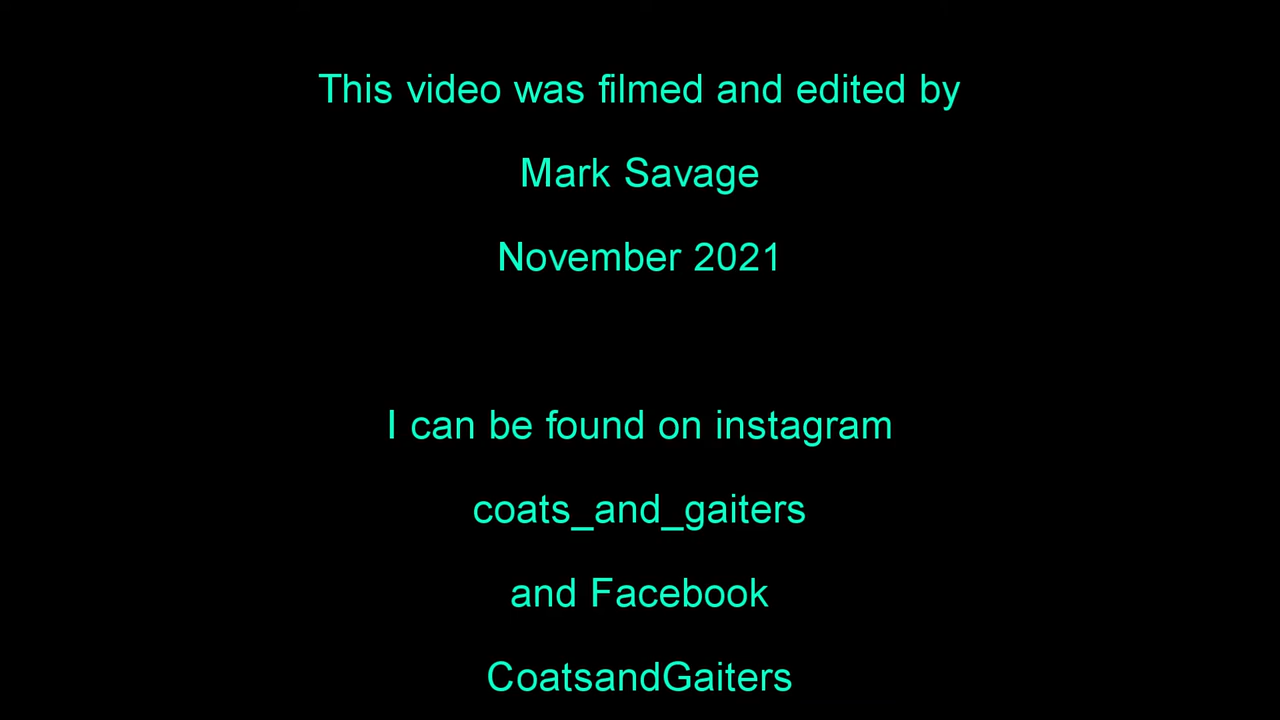 This video was filmed and edited by
Mark Savage
November 2021
I can be found on instagram
coats_and_gaiters
and Facebook
CoatsandGaiters